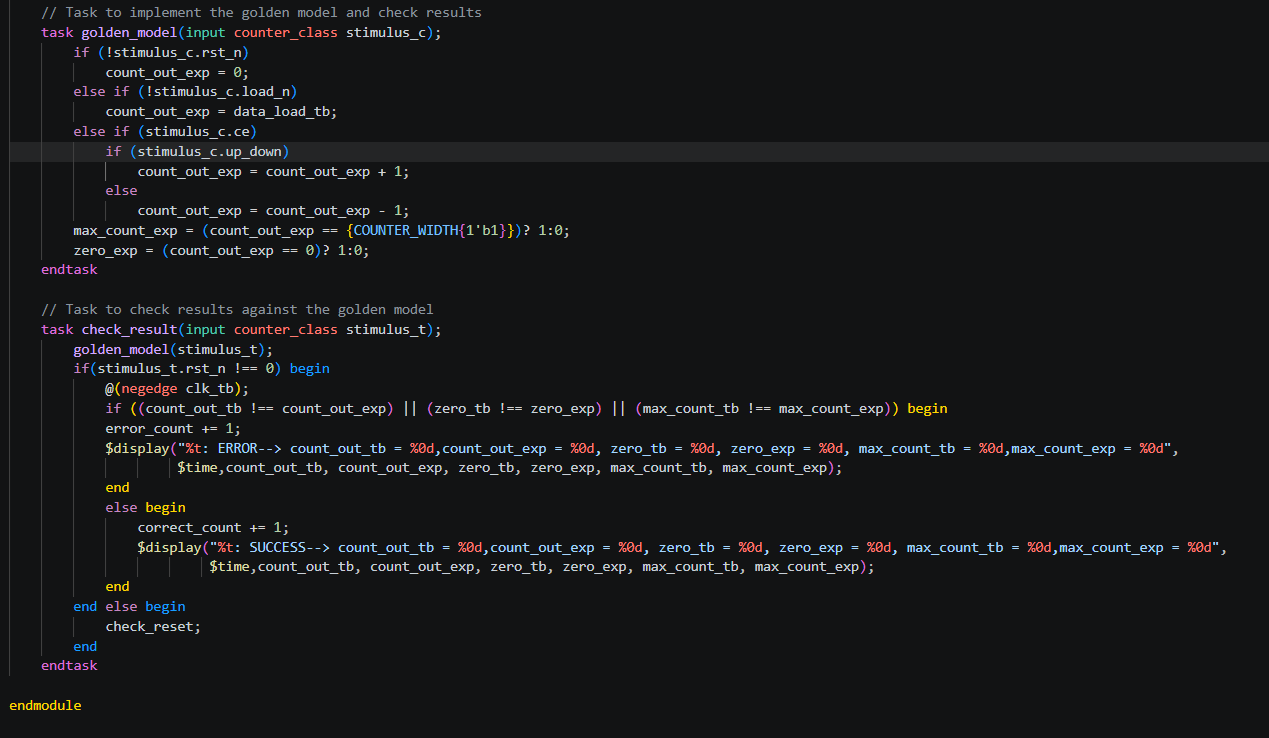 // Task to implement the golden model and check results
task golden_model(input counter_class stimulus_c);
if (!stimulus_c.rst_n)
count_out_exp = 0;
else if (!stimulus_c.load_n)
count_out_exp = data_load_tb;
else if (stimulus_c.ce)
if (stimulus_c.up_down)
count_out_exp = count_out_exp + 1;
else
count_out_exp = count_out_exp - 1;
max_count_exp = (count_out_exp == {COUNTER_WIDTH{1'b1}})? 1:0;
zero_exp = (count_out_exp == 0)? 1:0;
endtask
// Task to check results against the golden model
task check_result(input counter_class stimulus_t);
golden_model(stimulus_t);
if(stimulus_t.rst_n !== 0) begin
@(negedge clk_tb);
if ((count_out_tb !== count_out_exp) || (zero_tb !== zero_exp) || (max_count_tb !== max_count_exp)) begin
error_count += 1;
$display("%t: ERROR--> count_out_tb = %0d,count_out_exp = %0d, zero_tb = %0d, zero_exp = %0d, max_count_tb = %0d,max_count_exp = %0d",
$time,count_out_tb, count_out_exp, zero_tb, zero_exp, max_count_tb, max_count_exp);
end
else begin
correct_count += 1;
$display("%t: SUCCESS--> count_out_tb = %0d,count_out_exp = %0d, zero_tb = %0d, zero_exp = %0d, max_count_tb = %0d,max_count_exp = %0d",
$time,count_out_tb, count_out_exp, zero_tb, zero_exp, max_count_tb, max_count_exp);
end
end else begin
check_reset;
end
endtask
endmodule